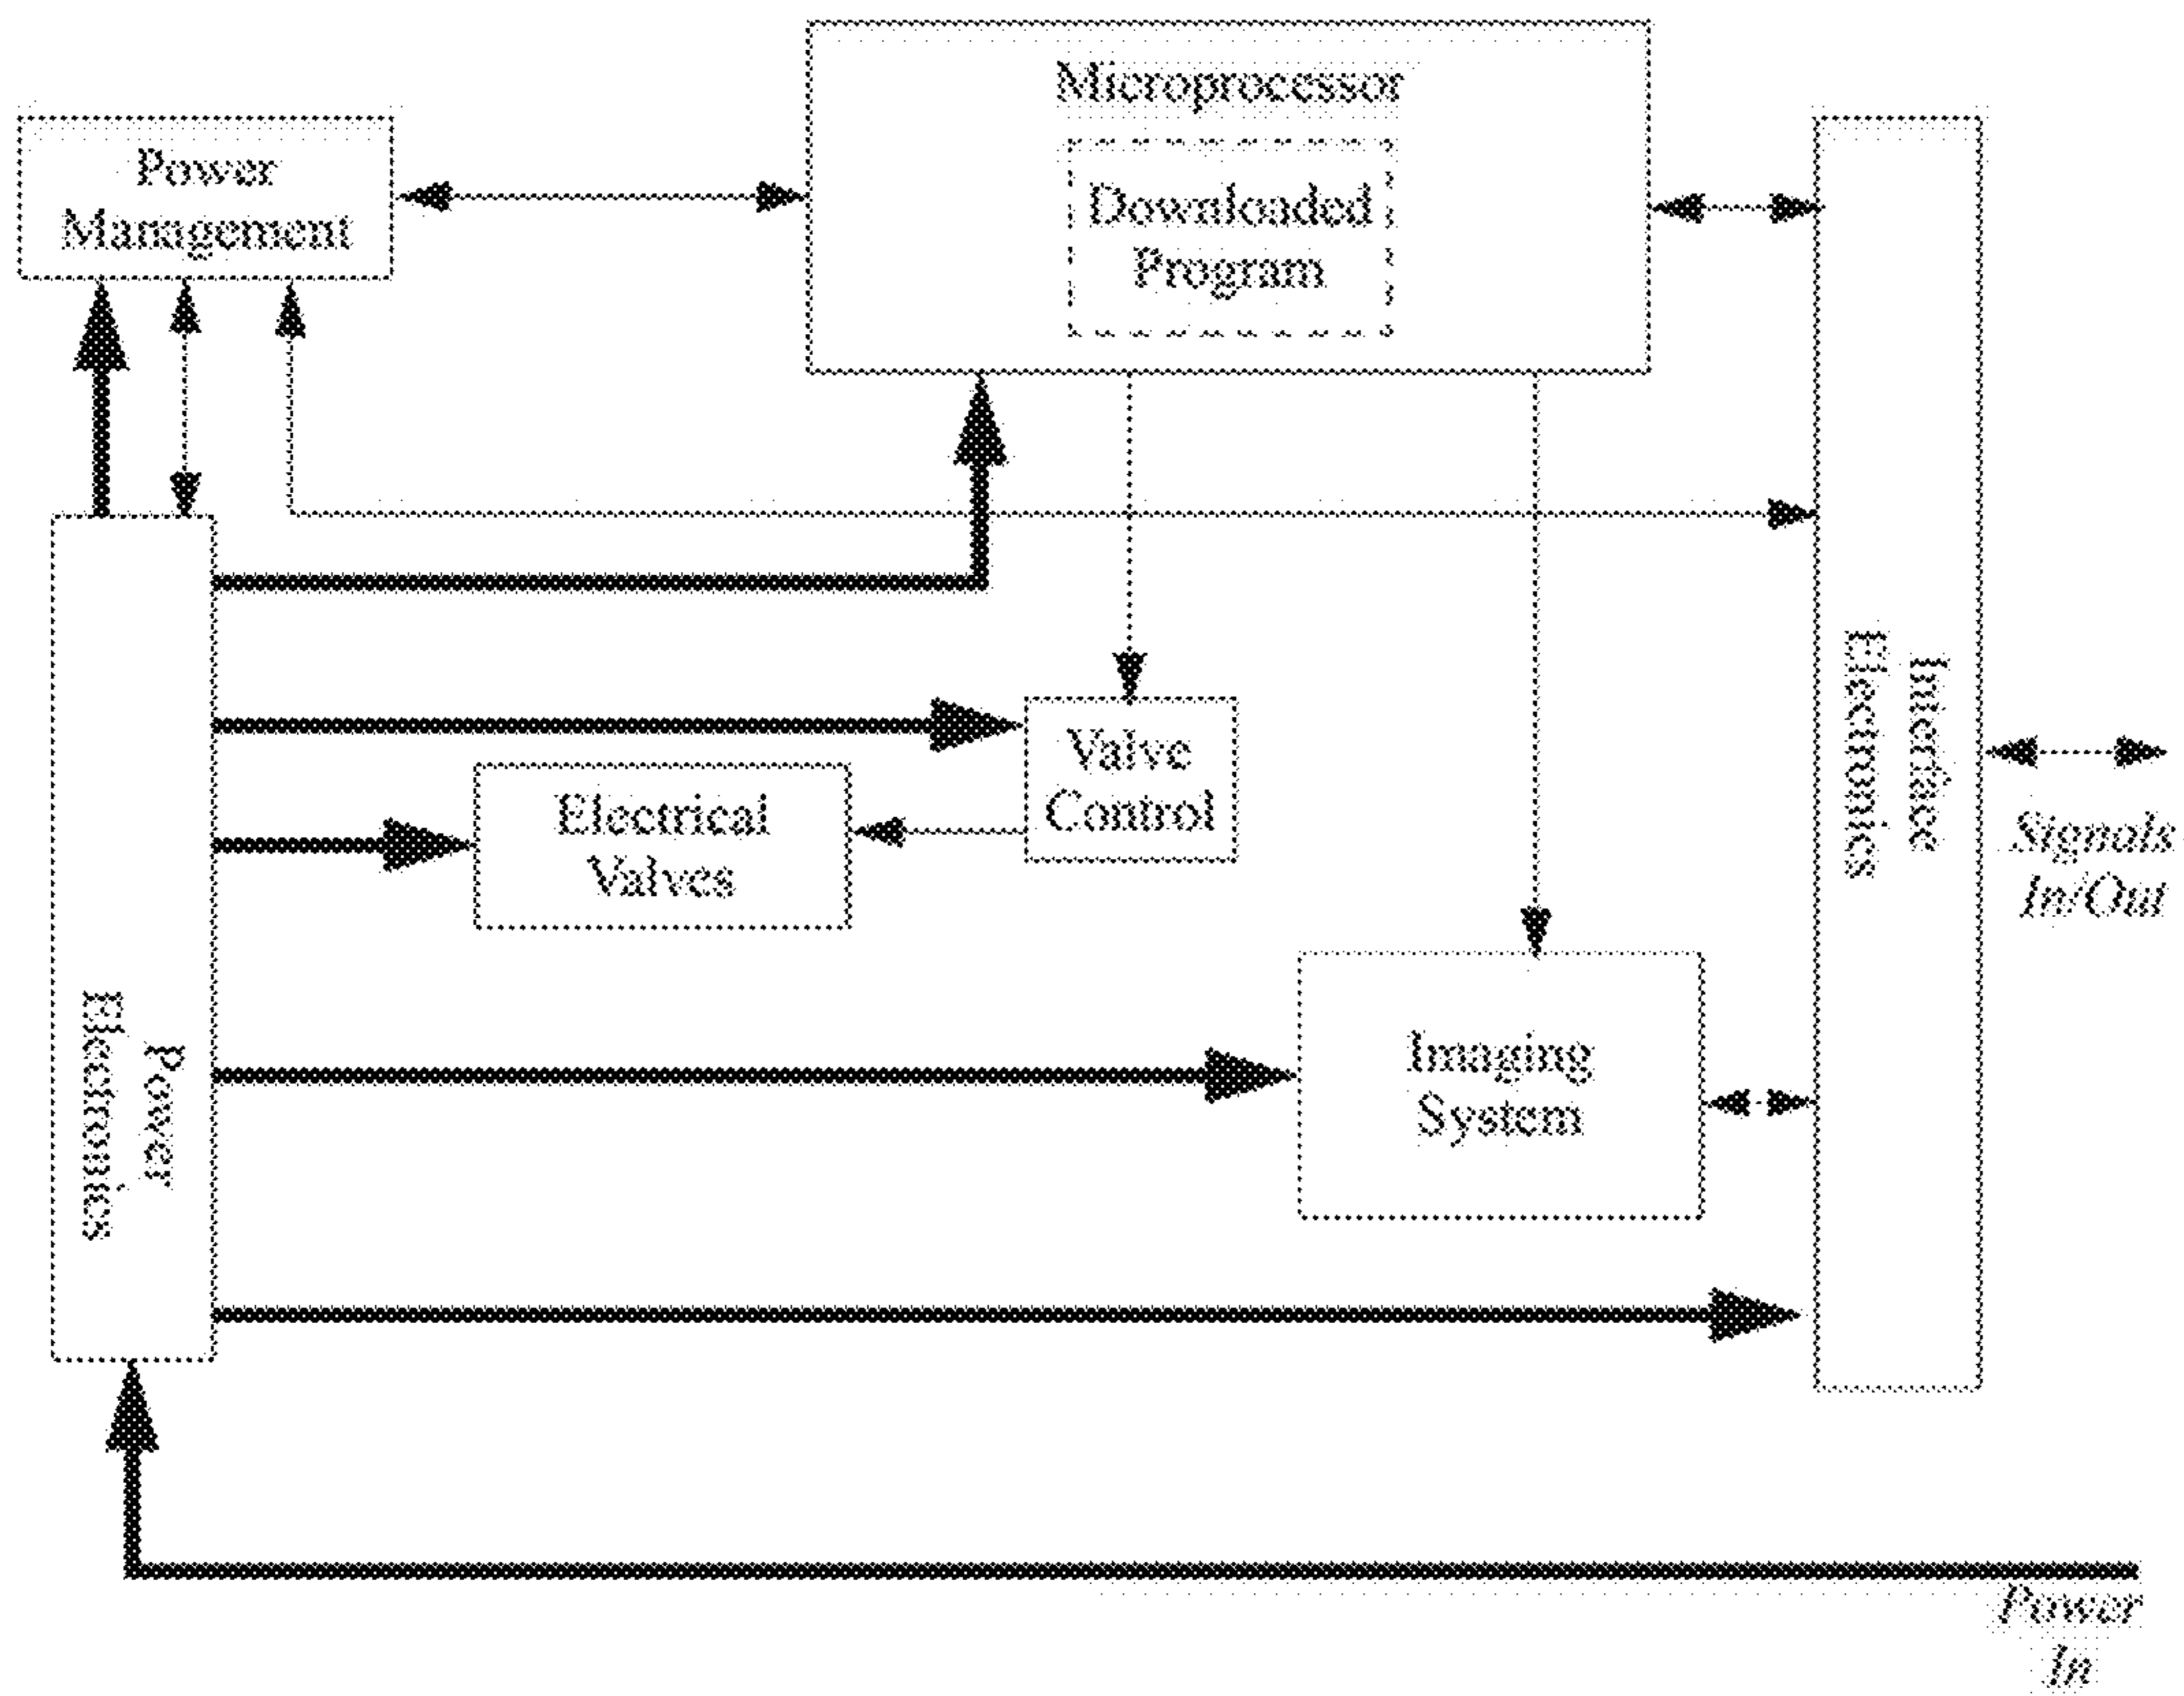 Microprocessor
Power
Management
Downloaded
Program
Interface
Electronics
Valve
Control
Electrical
Valves
Signals
In/Out
Power
Electronics
Imaging
System
Power
In